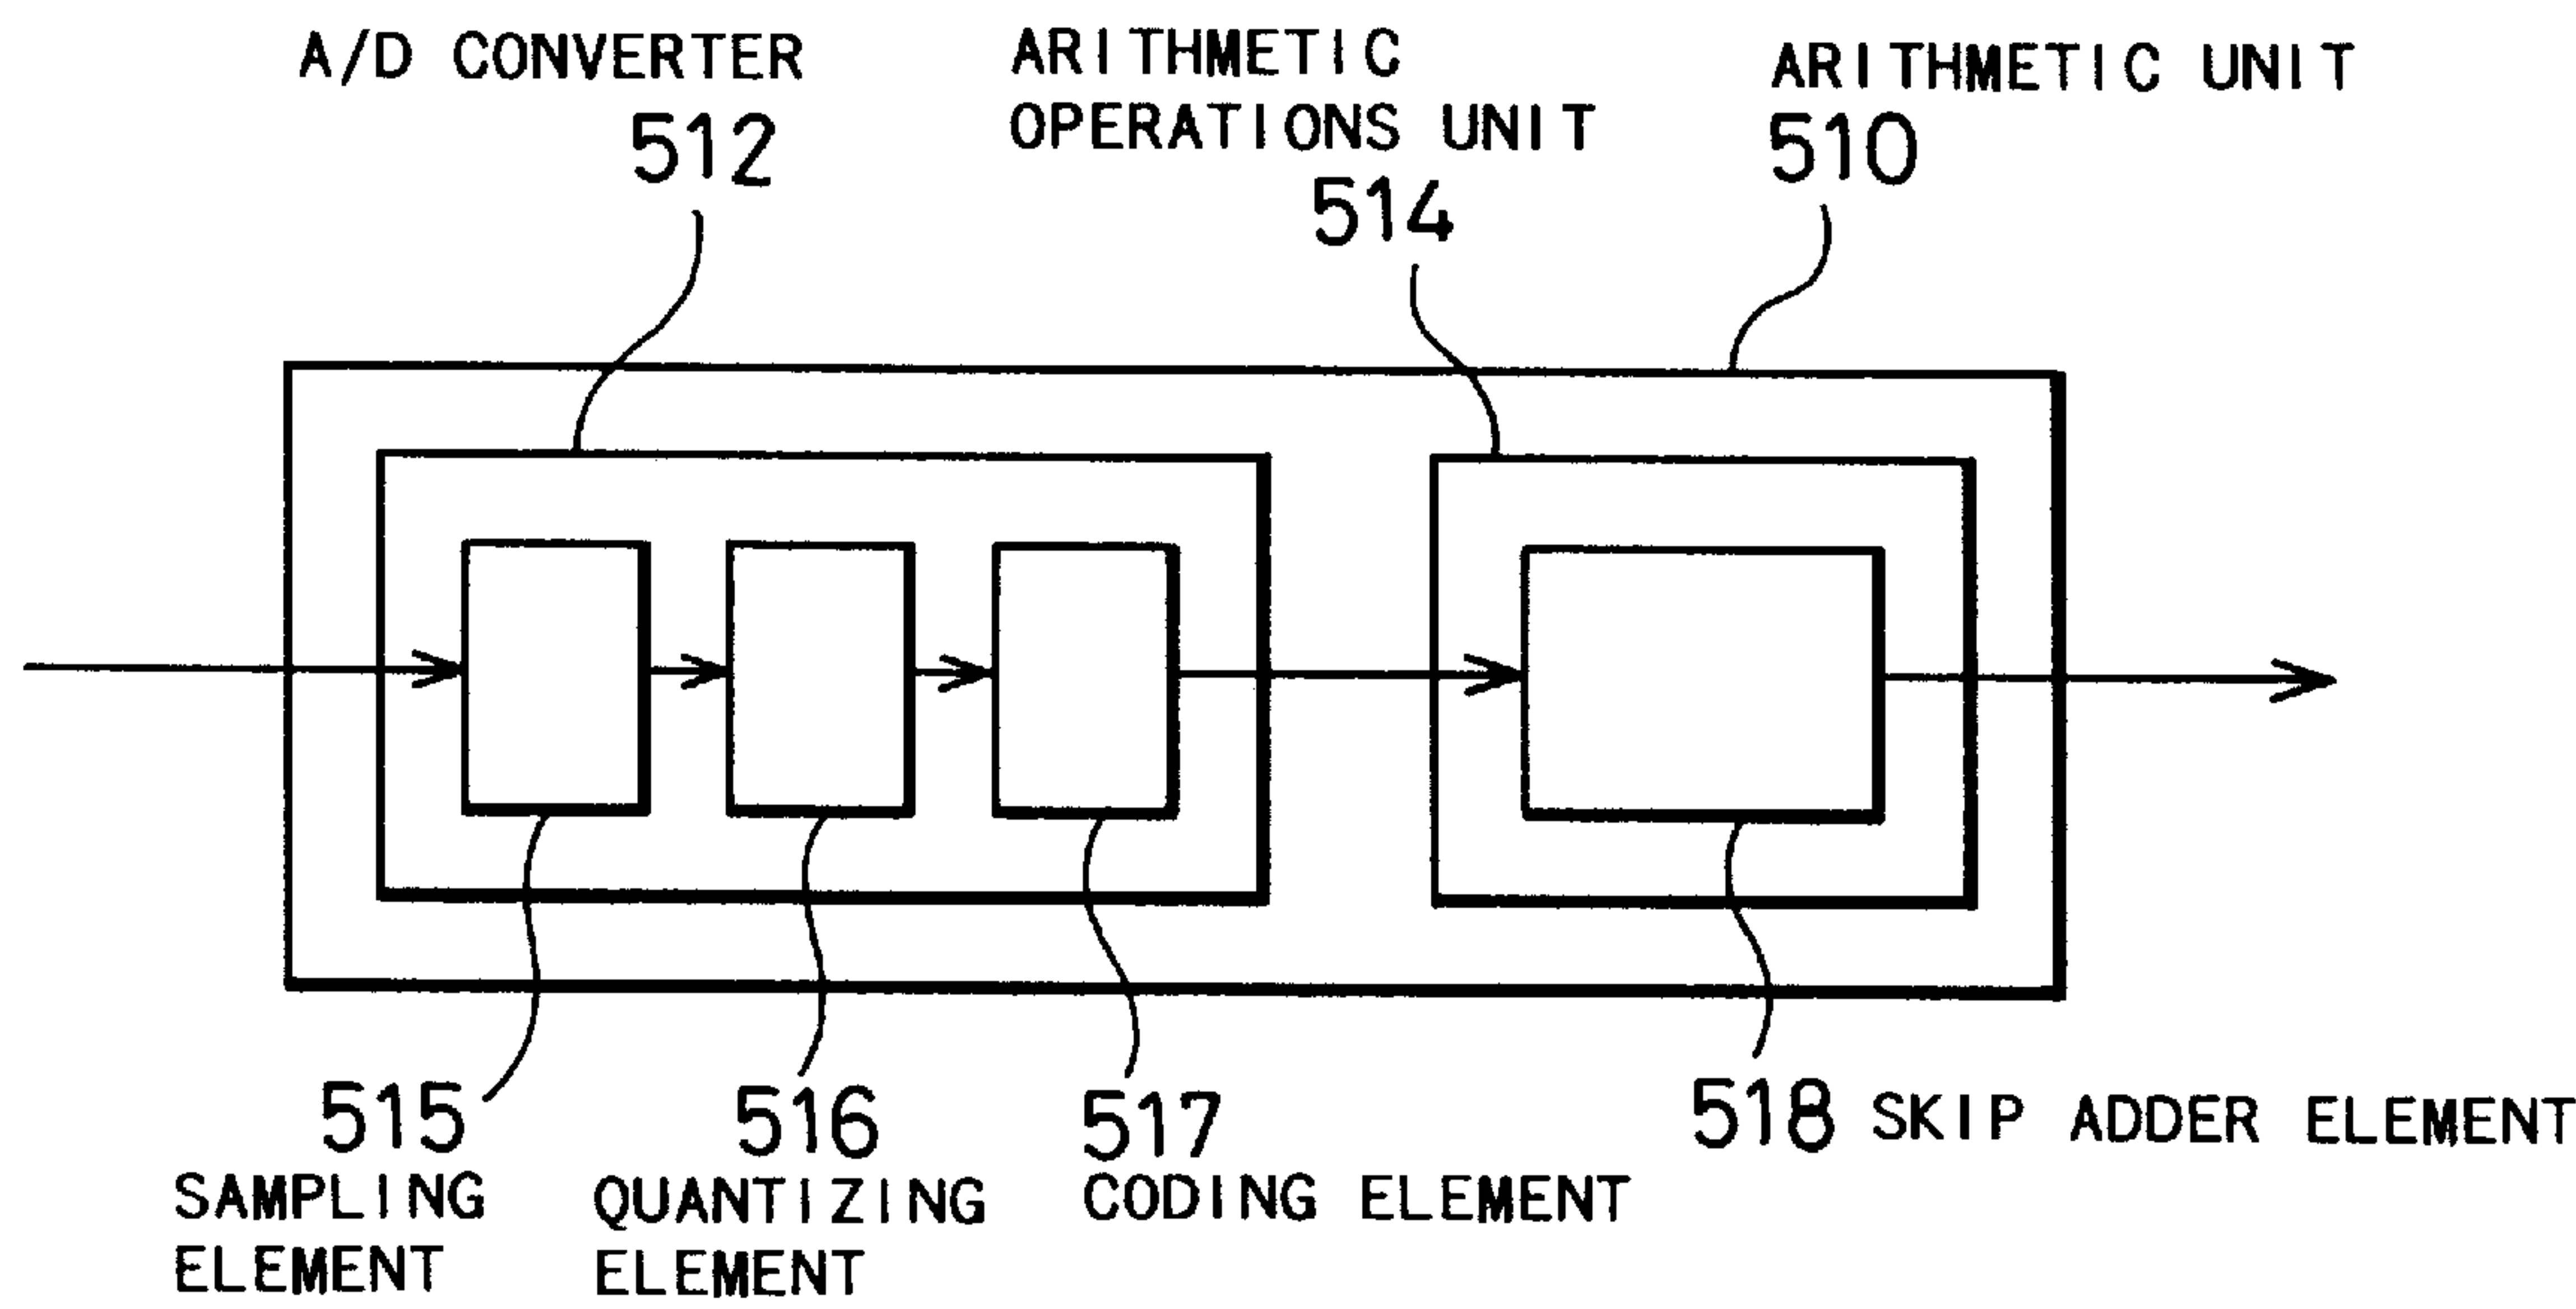 A/D CONVERTER
512
ARITHMETIC
OPERATIONS UNIT
514
ARITHMETIC UNIT
510
515
SAMPLING
ELEMENT
516
QUANTIZING
ELEMENT
517
CODING ELEMENT
518 SKIP ADDER ELEMENT